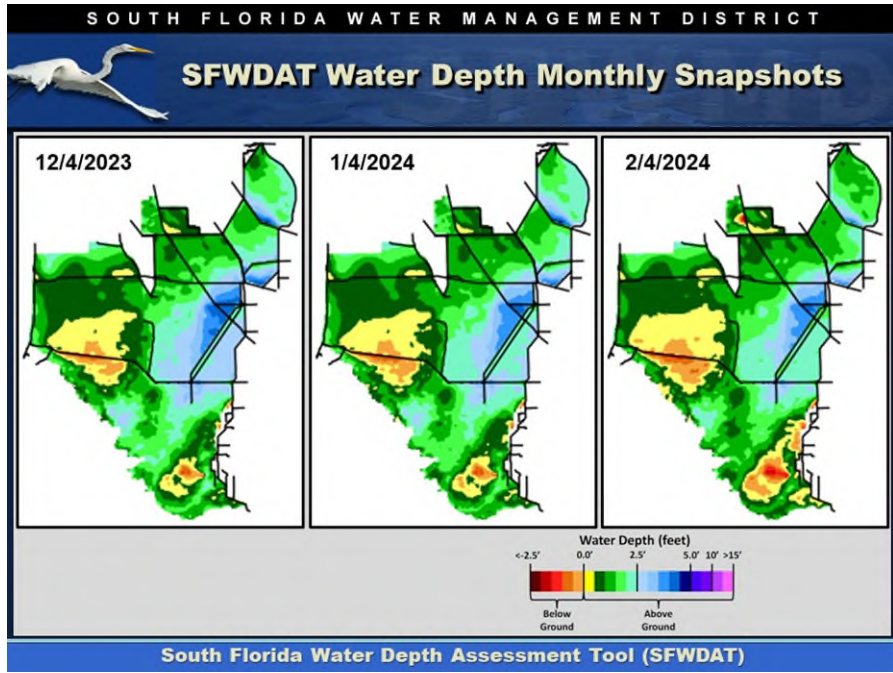 SOUTH FLORIDA WATER MANAGEMENT DISTRICT
SFWDAT Water Depth Monthly Snapshots
12/4/2023
1/4/2024
2/4/2024
Water Depth (feet)
<-2.5' 0.0' 2.5' 5.0' 10' >15'
Below Above
Ground Ground
South Florida Water Depth Assessment Tool (SFWDAT)